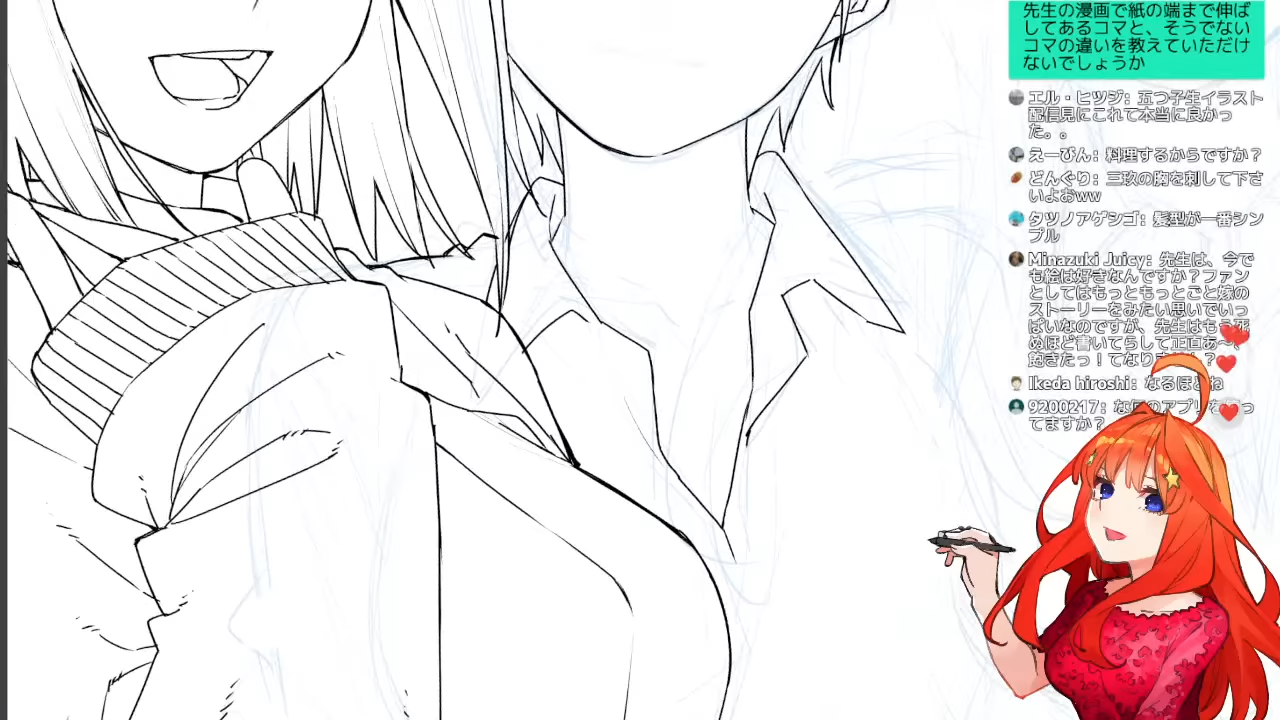 先生の漫画で紙の端まで伸ば
してあるコマと、そうでない
コマの違いを教えていただけ
ないでしょうか
エル・ヒツジ: 五つ子生イラスト
配信見にこれて本当に良かっ
た。。
えーびん: 料理するからですか？
どんぐり: 三玖の胸を刺して下さ
いよおww
タツノアゲシゴ: 髪型が一番シン
プル
Minazuki Juicy: 先生は、今で
も絵は好きなんですか？ファン
としてはもっともっとごと嫁の
ストーリーをみたい思いでいっ
ぱいなのですが、先生はもう死
ぬほど書いてらして正直あ〜、
飽きたっ！てなり
Ikeda hiroshi: なるほどね
9200217: な
のアプリを
ってますか？